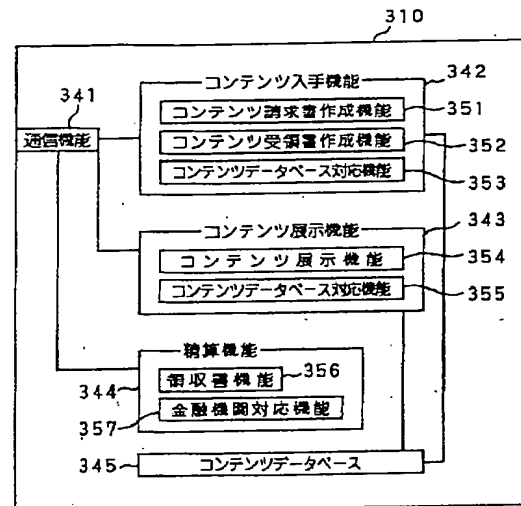 310
コンテンツ入手機能
342
341
コンテンツ請求書作成機能
351
通信機能
コンテンツ受領書作成機能
352
コンテンツデータベース対応機能
353
コンテンツ展示機能
343
コンテンツ展示機能
354
コンテンツデータベース対応機能
355
精算機能
344
領収書機能
356
357
金融機関対応機能
345
コンテンツデータベース